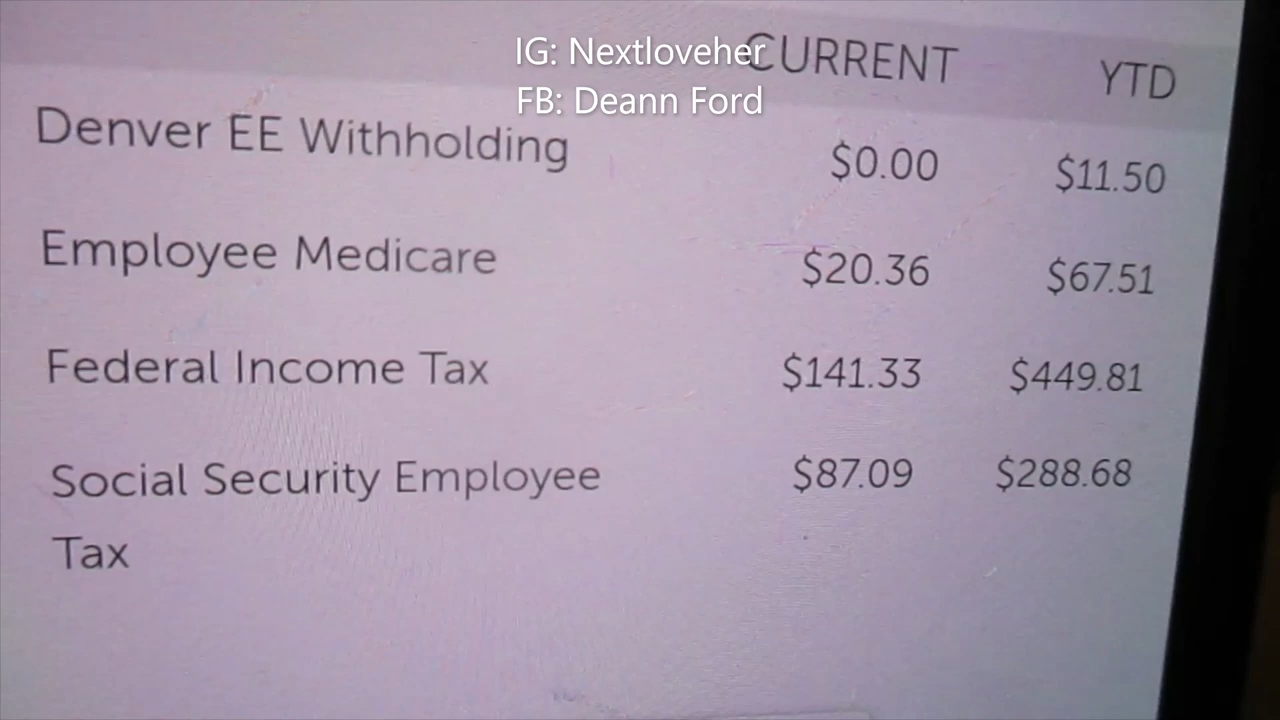 IG: Nextloveher
FB: Deann Ford
CURRENT YTD
Denver EE Withholding $0.00 $11.50
Employee Medicare $20.36 $67.51
Federal Income Tax $141.33 $449.81
Social Security Employee $87.09 $288.68
Tax